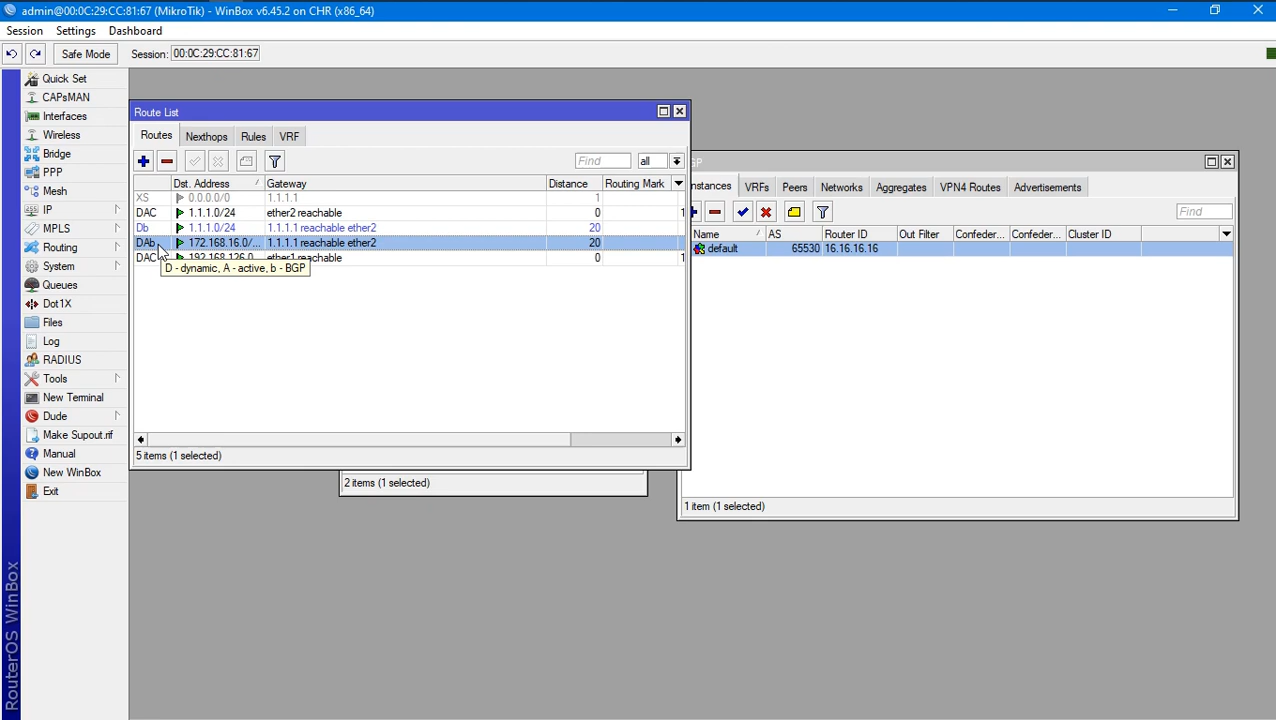 admin@00:0C:29:CC:81:67 (MikroTik) - WinBox v6.45.2 on CHR (x86_64)
Session Settings Dashboard
Safe Mode Session: 00:0C:29:CC:81:67
Quick Set
CAPsMAN
Interfaces
Wireless
Bridge
PPP
Mesh
IP
MPLS
Routing
System
Queues
Dot1X
Files
Log
RADIUS
Tools
New Terminal
Dude
Make Supout.rif
Manual
New WinBox
Exit
RouterOS WinBox
Route List
Routes Nexthops Rules VRF
Find all
Dst. Address Gateway Distance Routing Mark
XS 0.0.0.0/0 1.1.1.1 1
DAC 1.1.1.0/24 ether2 reachable 0
Db 1.1.1.0/24 1.1.1.1 reachable ether2 20
DAb 172.168.16.0/... 1.1.1.1 reachable ether2 20
DAC 192.168.126.0 ether1 reachable 0
D - dynamic, A - active, b - BGP
5 items (1 selected)
2 items (1 selected)
GP
nstances VRFs Peers Networks Aggregates VPN4 Routes Advertisements
Find
Name AS Router ID Out Filter Confeder... Confeder... Cluster ID
default 65530 16.16.16.16
1 item (1 selected)